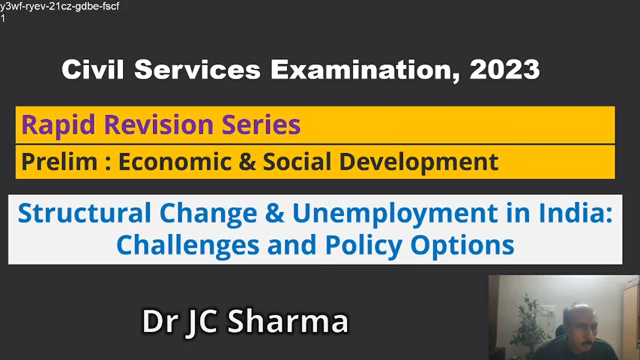 y3wf-ryev-21cz-gdbe-fscf
1
Civil Services Examination, 2023
Rapid Revision Series
Prelim : Economic & Social Development
Structural Change & Unemployment in India:
Challenges and Policy Options
Dr JC Sharma